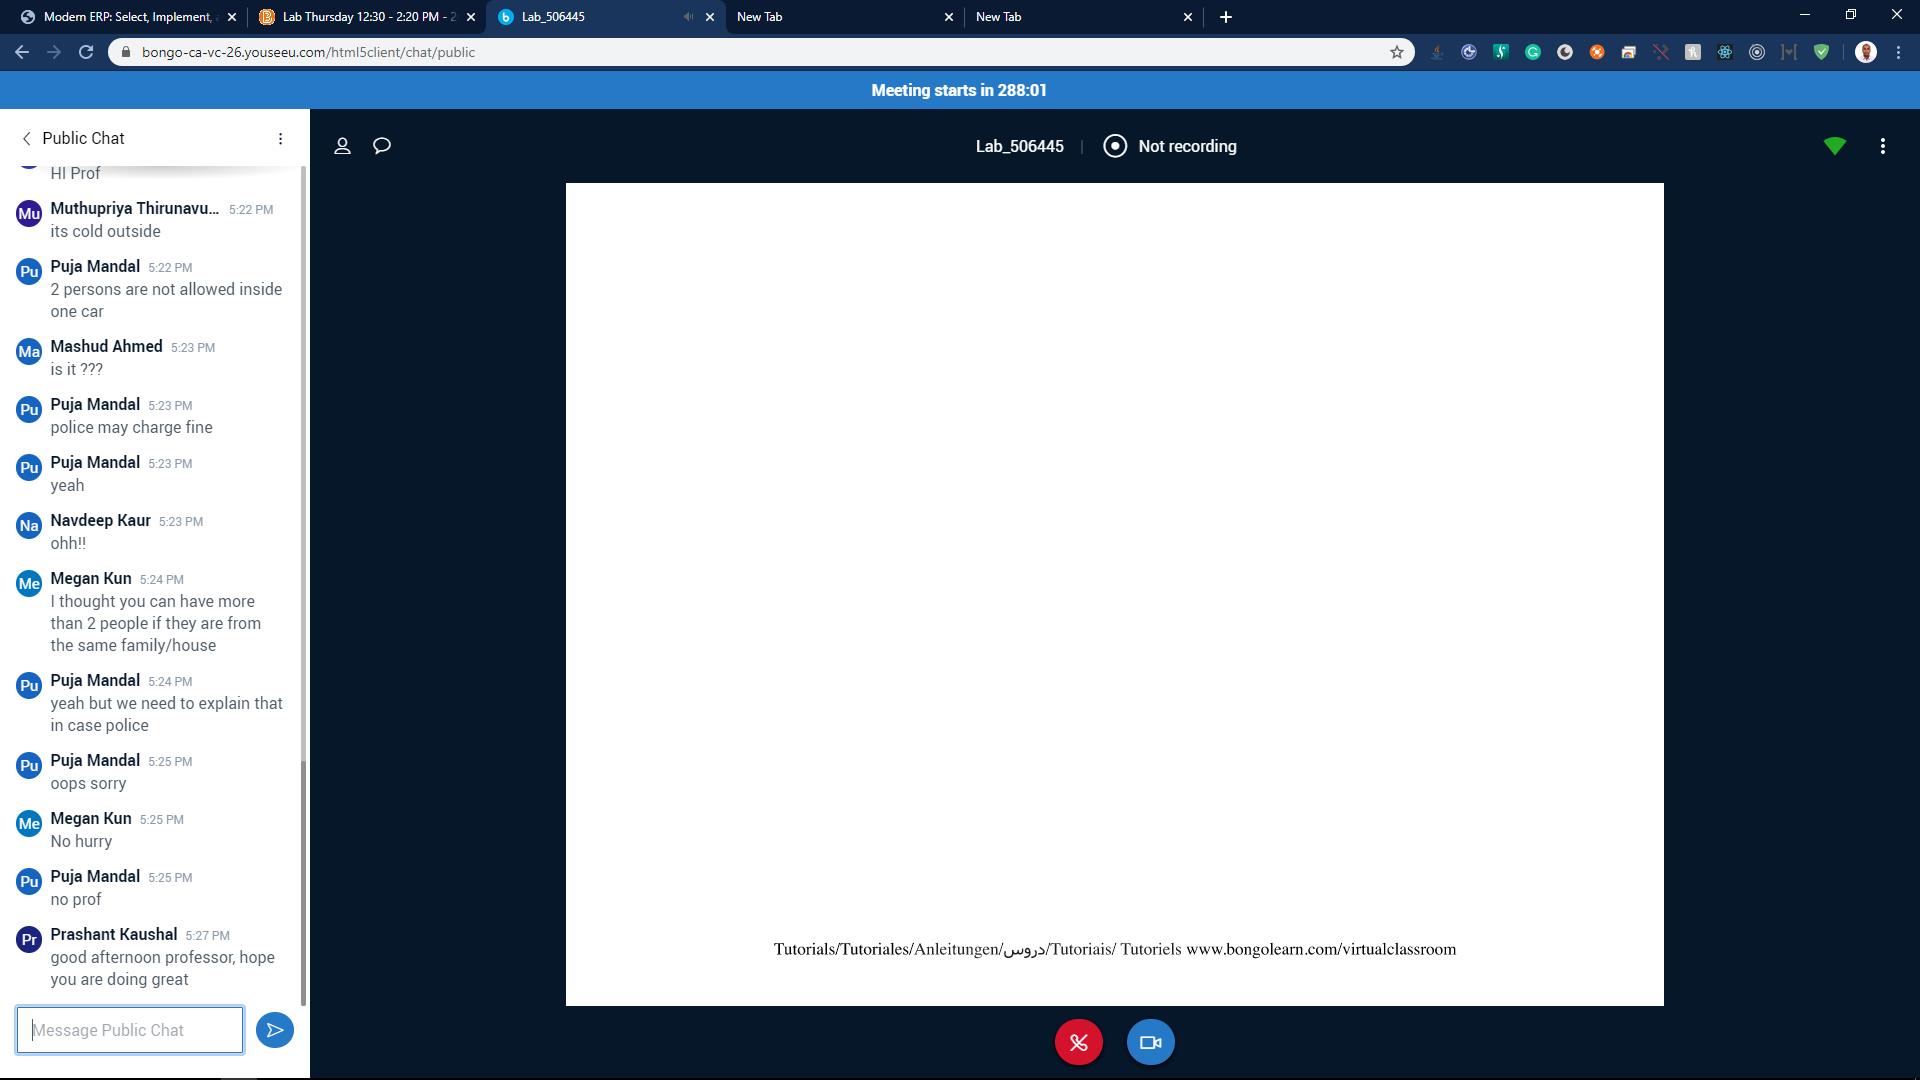 Modern ERP: Select, Implement,
Lab Thursday 12:30 - 2:20 PM - 2
Lab_506445
New Tab
New Tab
bongo-ca-vc-26.youseeu.com/html5client/chat/public
Meeting starts in 288:01
Public Chat
Lab_506445 | Not recording
HI Prof
Mu Muthupriya Thirunavu... 5:22 PM
its cold outside
Pu Puja Mandal 5:22 PM
2 persons are not allowed inside
one car
Ma Mashud Ahmed 5:23 PM
is it ???
Pu Puja Mandal 5:23 PM
police may charge fine
Pu Puja Mandal 5:23 PM
yeah
Na Navdeep Kaur 5:23 PM
ohh!!
Me Megan Kun 5:24 PM
I thought you can have more
than 2 people if they are from
the same family/house
Pu Puja Mandal 5:24 PM
yeah but we need to explain that
in case police
Pu Puja Mandal 5:25 PM
oops sorry
Me Megan Kun 5:25 PM
No hurry
Pu Puja Mandal 5:25 PM
no prof
Pr Prashant Kaushal 5:27 PM
good afternoon professor, hope
you are doing great
Message Public Chat
Tutorials/Tutoriales/Anleitungen/دروس/Tutoriais/ Tutoriels www.bongolearn.com/virtualclassroom